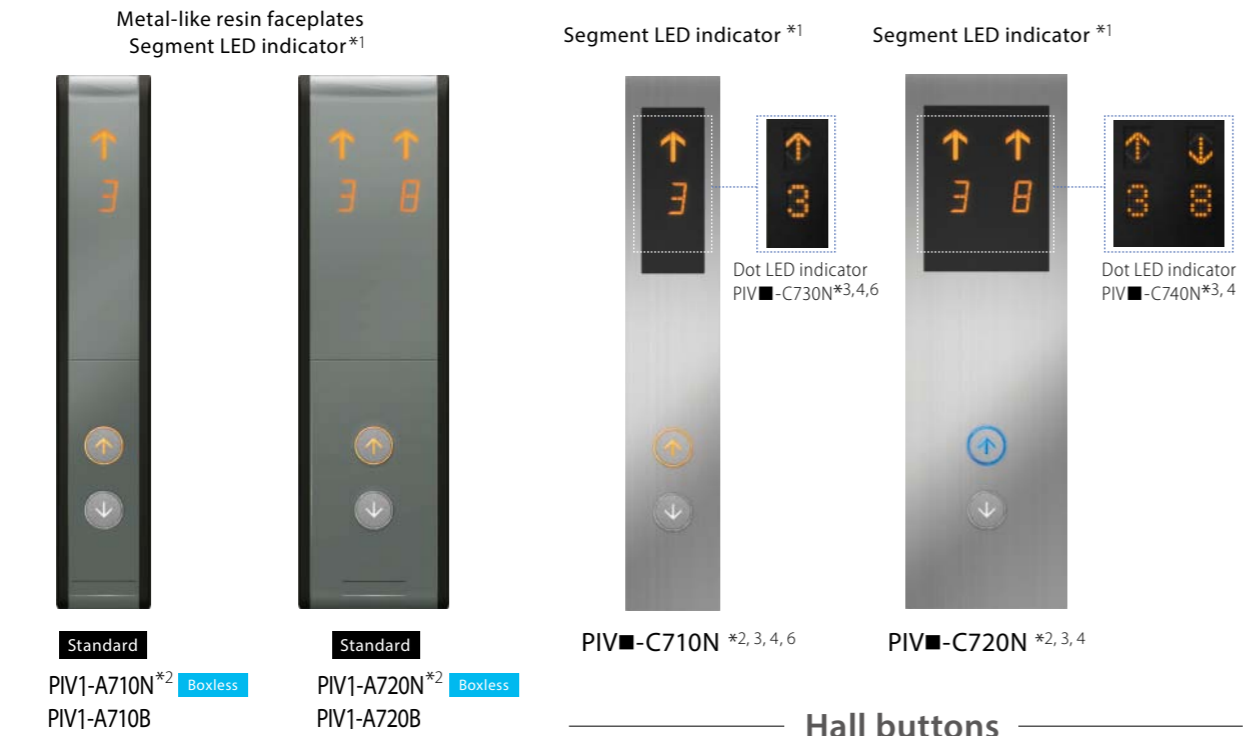 Metal-like resin faceplates
Segment LED indicator*1
Segment LED indicator *1
Segment LED indicator *1
3
3 8
3
3
3 8
3 8
Dot LED indicator
PIV■-C730N*3,4,6
Dot LED indicator
PIV■-C740N*3, 4
Standard
PIV1-A710N*2 Boxless
PIV1-A710B
Standard
PIV1-A720N*2 Boxless
PIV1-A720B
PIV■-C710N *2, 3, 4, 6
PIV■-C720N *2, 3, 4
Hall buttons